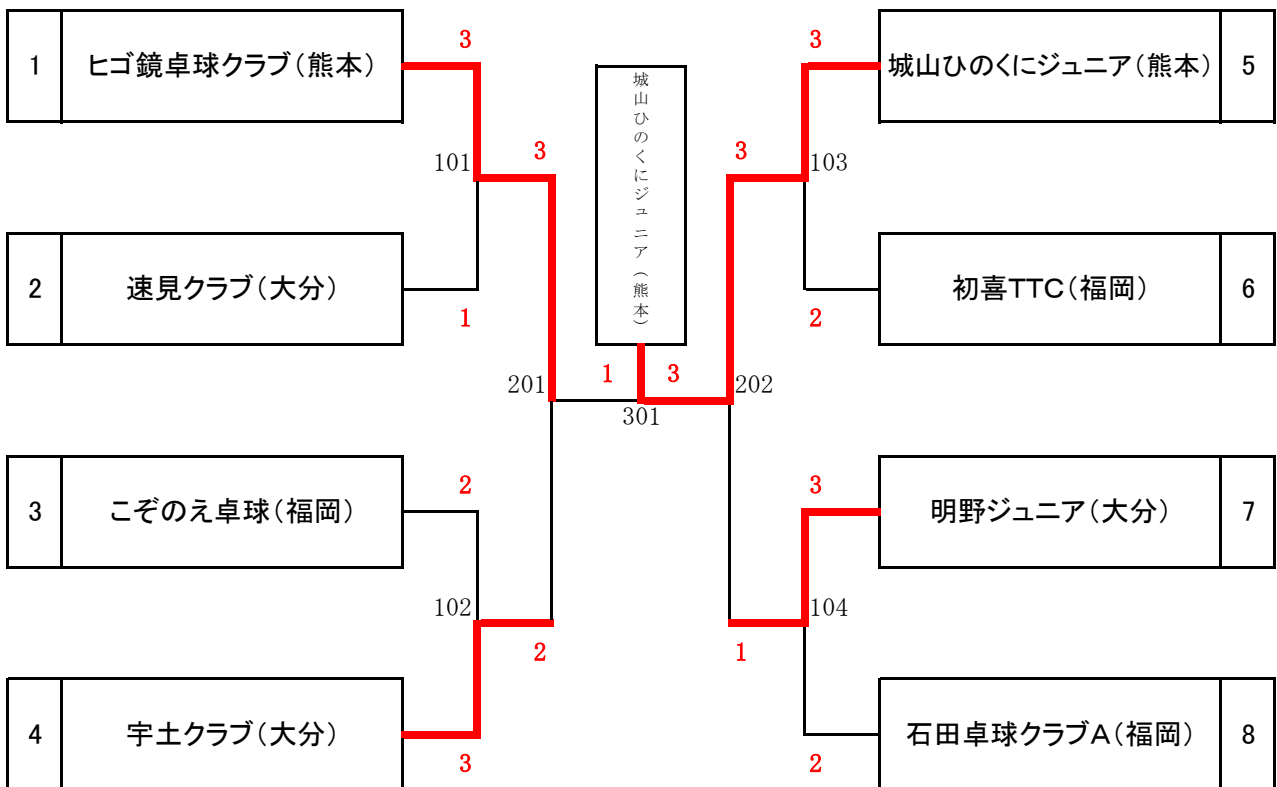 1 ヒゴ鏡卓球クラブ(熊本)
3
3
城山ひのくにジュニア(熊本) 5
城山ひのくにジュニア(熊本)
101
3
3
103
2 速見クラブ(大分)
1
2
初喜TTC(福岡) 6
201
1
3
202
301
3 こぞのえ卓球(福岡)
2
3
明野ジュニア(大分) 7
102
2
1
104
4 宇土クラブ(大分)
3
2
石田卓球クラブA(福岡) 8